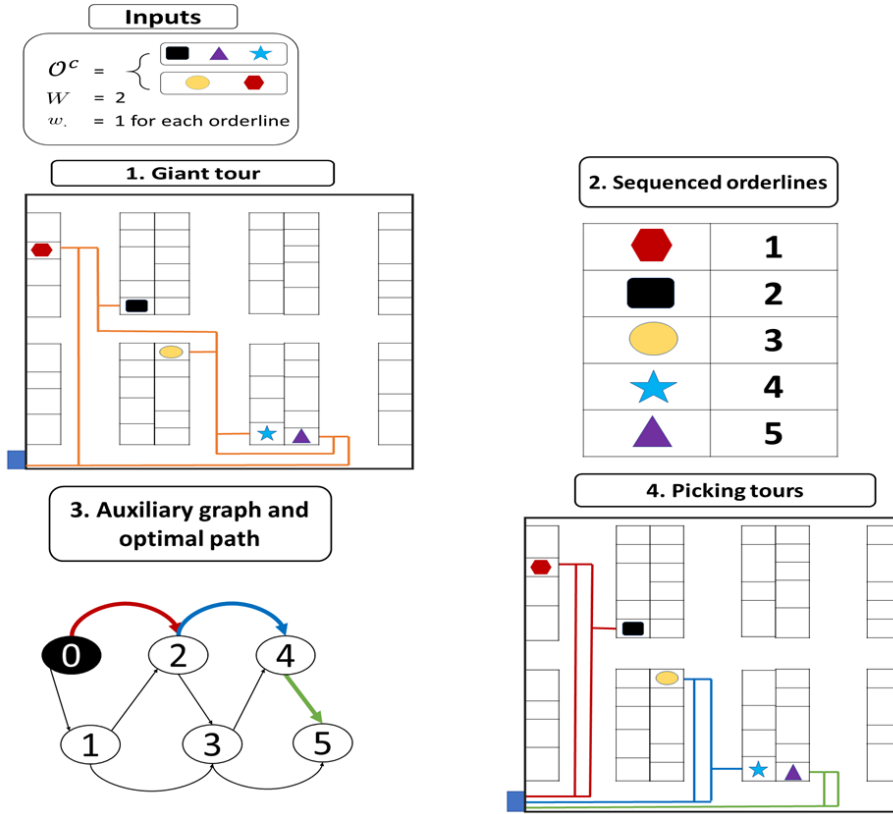 Inputs
𝒪ᶜ =
W = 2
w. = 1 for each orderline
1. Giant tour
2. Sequenced orderlines
1
2
3
4
5
3. Auxiliary graph and
optimal path
0
2
4
1
3
5
4. Picking tours